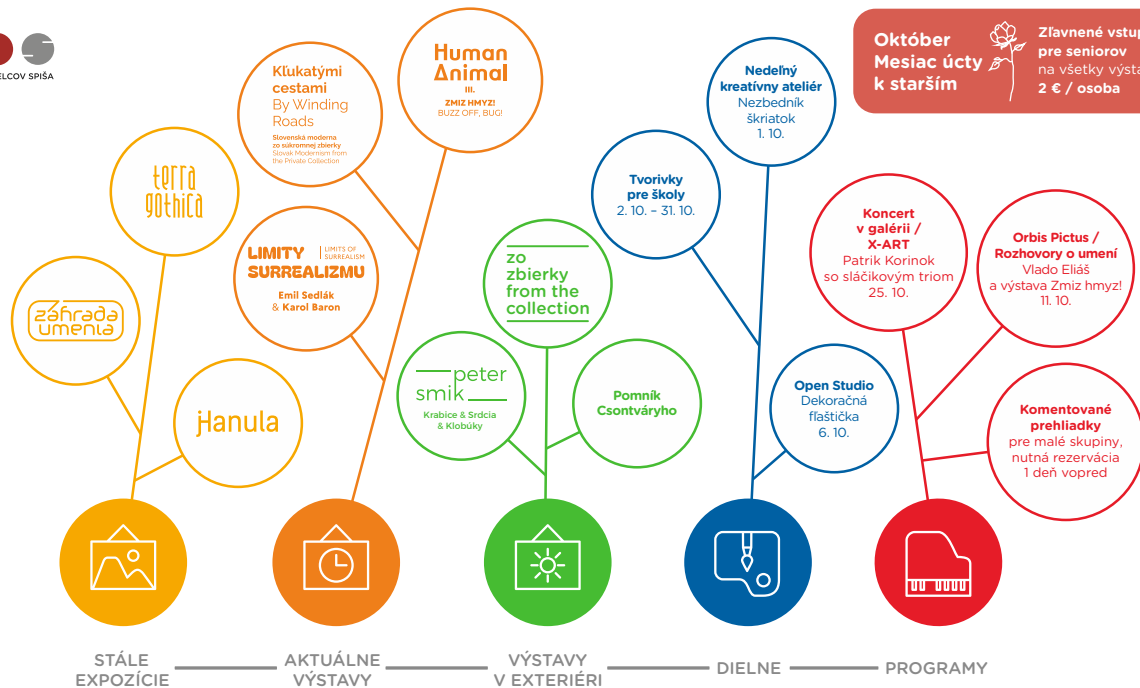 ELCOV SPIŠA
Október
Mesiac úcty
k starším
Zľavnené
pre seniorov
na všetky
2 € / osoba
terra
gothica
záhrada
umenia
Hanula
Kľukatými
cestami
By Winding
Roads
Slovenská moderna
zo súkromnej zbierky
Slovak Modernism from
the Private Collection
Human
Animal
III.
ZMIZ HMYZ!
BUZZ OFF, BUG!
LIMITY
SURREALIZMU
LIMITS OF
SURREALISM
Emil Sedlák
& Karol Baron
zo
zbierky
from the
collection
peter
smik
Krabice & Srdcia
& Klobúky
Pomník
Csontváryho
Nedeľný
kreatívny ateliér
Nezbedník
škriatok
1. 10.
Tvorivky
pre školy
2. 10. – 31. 10.
Open Studio
Dekoračná
fľaštička
6. 10.
Koncert
v galérii /
X-ART
Patrik Korinok
so sláčikovým triom
25. 10.
Orbis Pictus /
Rozhovory o umení
Vlado Eliáš
a výstava Zmiz hmyz!
11. 10.
Komentované
prehliadky
pre malé skupiny,
nutná rezervácia
1 deň vopred
STÁLE
EXPOZÍCIE
AKTUÁLNE
VÝSTAVY
VÝSTAVY
V EXTERIÉRI
DIELNE
PROGRAMY